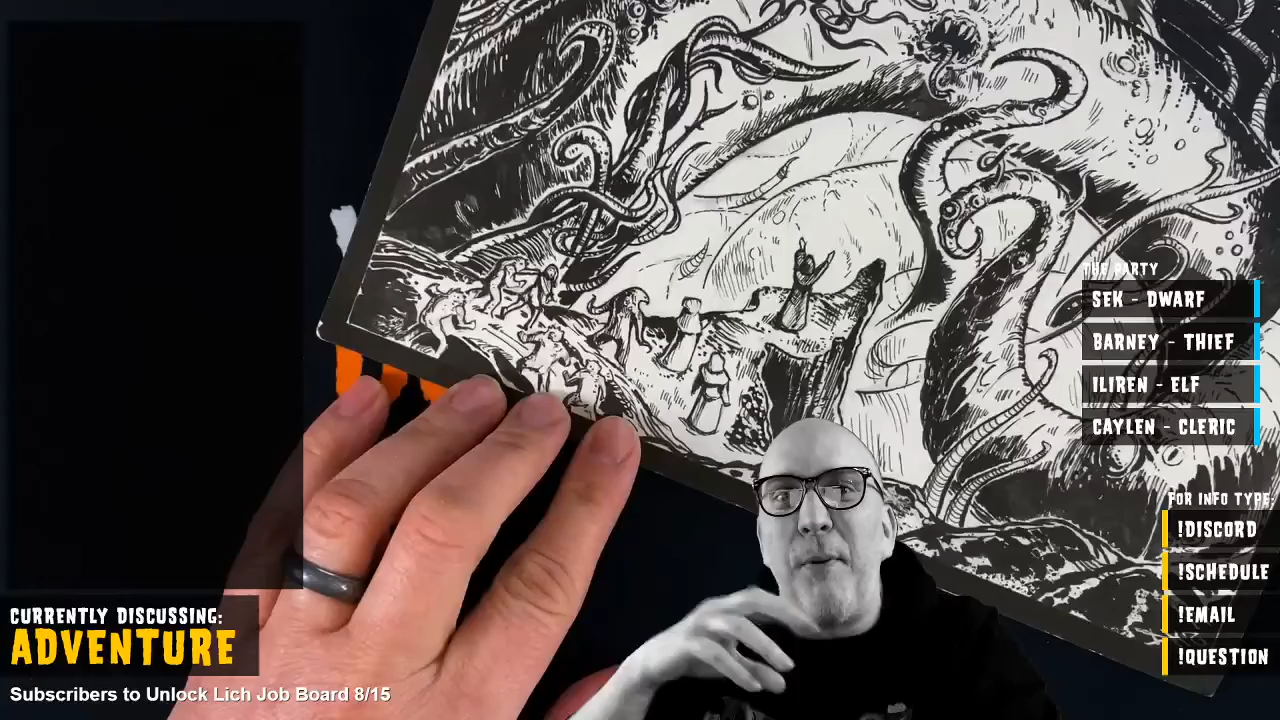 THE PARTY
SEK - DWARF
BARNEY - THIEF
ILIREN - ELF
CAYLEN - CLERIC
FOR INFO TYPE:
!DISCORD
!SCHEDULE
!EMAIL
!QUESTION
CURRENTLY DISCUSSING:
ADVENTURE
Subscribers to Unlock Lich Job Board 8/15